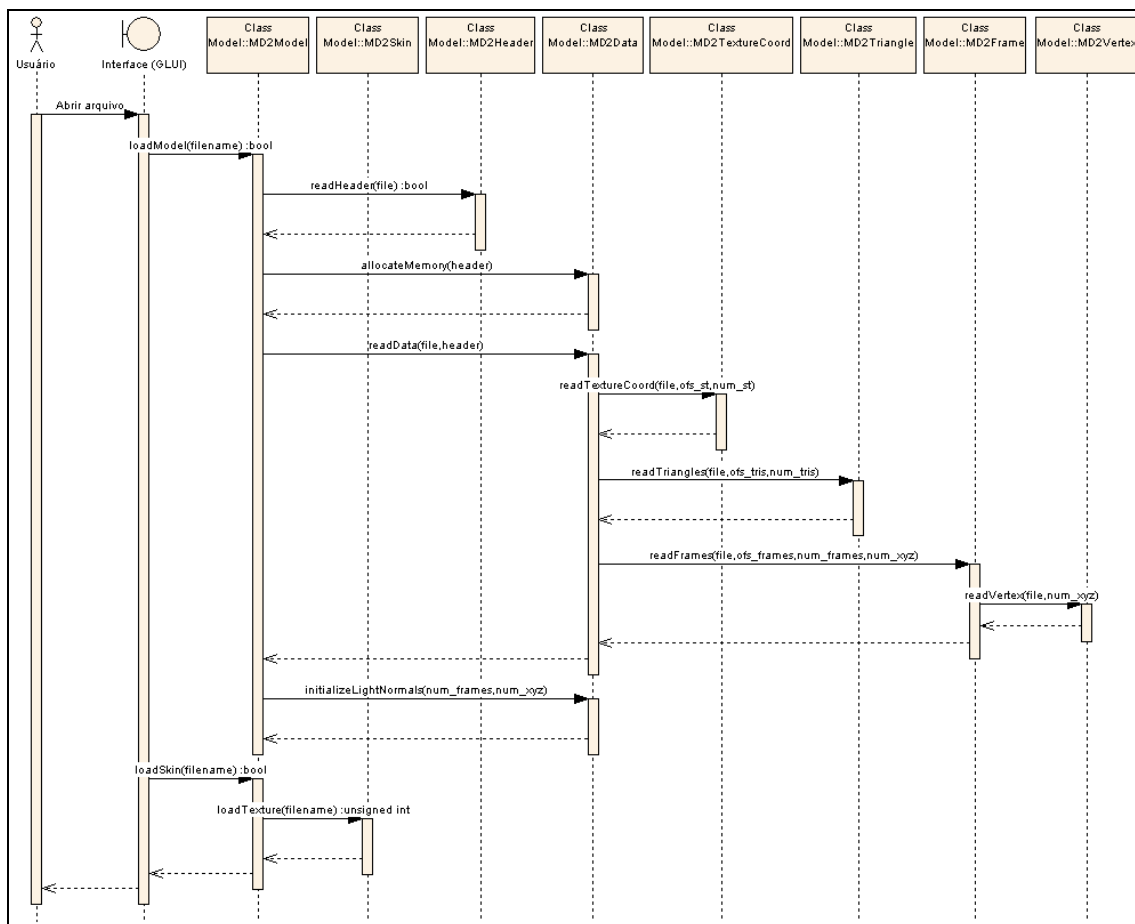 Class
Model::MD2Model
Class
Model::MD2Skin
Class
Model::MD2Header
Class
Model::MD2Data
Class
Model::MD2TextureCoord
Class
Model::MD2Triangle
Class
Model::MD2Frame
Class
Model::MD2Vertex
Usuário
Interface (GLUI)
Abrir arquivo
loadModel(filename) :bool
readHeader(file) :bool
allocateMemory(header)
readData(file,header)
readTextureCoord(file,ofs_st,num_st)
readTriangles(file,ofs_tris,num_tris)
readFrames(file,ofs_frames,num_frames,num_xyz)
readVertex(file,num_xyz)
initializeLightNormals(num_frames,num_xyz)
loadSkin(filename) :bool
loadTexture(filename) :unsigned int